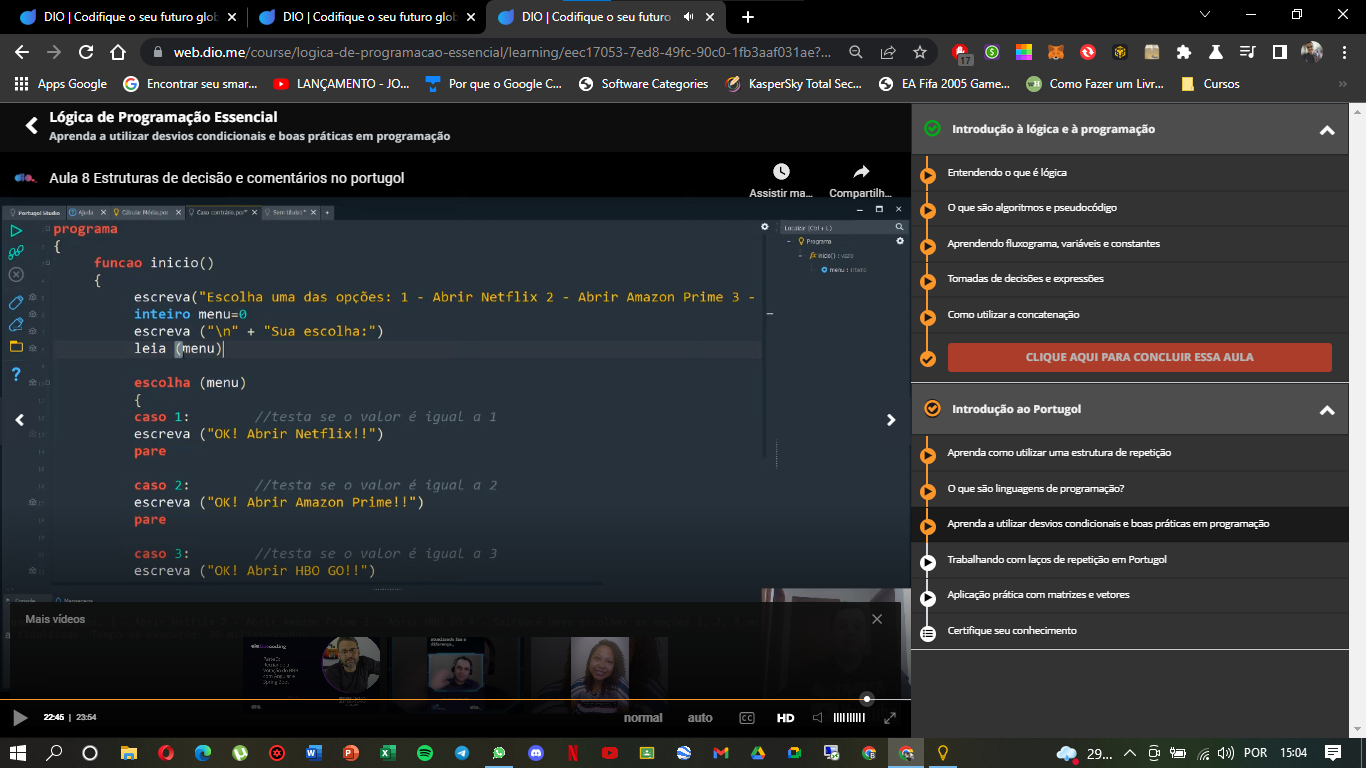 DIO | Codifique o seu futuro glob
DIO | Codifique o seu futuro glob
DIO | Codifique o seu futuro
web.dio.me/course/logica-de-programacao-essencial/learning/eec17053-7ed8-49fc-90c0-1fb3aaf031ae?...
17
Apps Google
Encontrar seu smar...
LANÇAMENTO - JO...
Por que o Google C...
Software Categories
KasperSky Total Sec...
EA Fifa 2005 Game...
Como Fazer um Livr...
Cursos
Lógica de Programação Essencial
Aprenda a utilizar desvios condicionais e boas práticas em programação
dio.
Aula 8 Estruturas de decisão e comentários no portugol
Assistir ma...
Compartilh...
Portugol Studio
Ajuda
Calcular Média.por
Caso contrário.por*
Sem título1*
Localizar (Ctrl + L)
Programa
inicio() : vazio
menu : inteiro
programa
{
funcao inicio()
{
escreva("Escolha uma das opções: 1 - Abrir Netflix 2 - Abrir Amazon Prime 3 -
inteiro menu=0
escreva ("\n" + "Sua escolha:")
leia (menu)
escolha (menu)
{
caso 1: //testa se o valor é igual a 1
escreva ("OK! Abrir Netflix!!")
pare
caso 2: //testa se o valor é igual a 2
escreva ("OK! Abrir Amazon Prime!!")
pare
caso 3: //testa se o valor é igual a 3
escreva ("OK! Abrir HBO GO!!")
Console
Mensagens
Mais vídeos
22:45 | 23:54
normal
auto
CC
HD
Introdução à lógica e à programação
Entendendo o que é lógica
O que são algoritmos e pseudocódigo
Aprendendo fluxograma, variáveis e constantes
Tomadas de decisões e expressões
Como utilizar a concatenação
CLIQUE AQUI PARA CONCLUIR ESSA AULA
Introdução ao Portugol
Aprenda como utilizar uma estrutura de repetição
O que são linguagens de programação?
Aprenda a utilizar desvios condicionais e boas práticas em programação
Trabalhando com laços de repetição em Portugol
Aplicação prática com matrizes e vetores
Certifique seu conhecimento
29...
POR
15:04